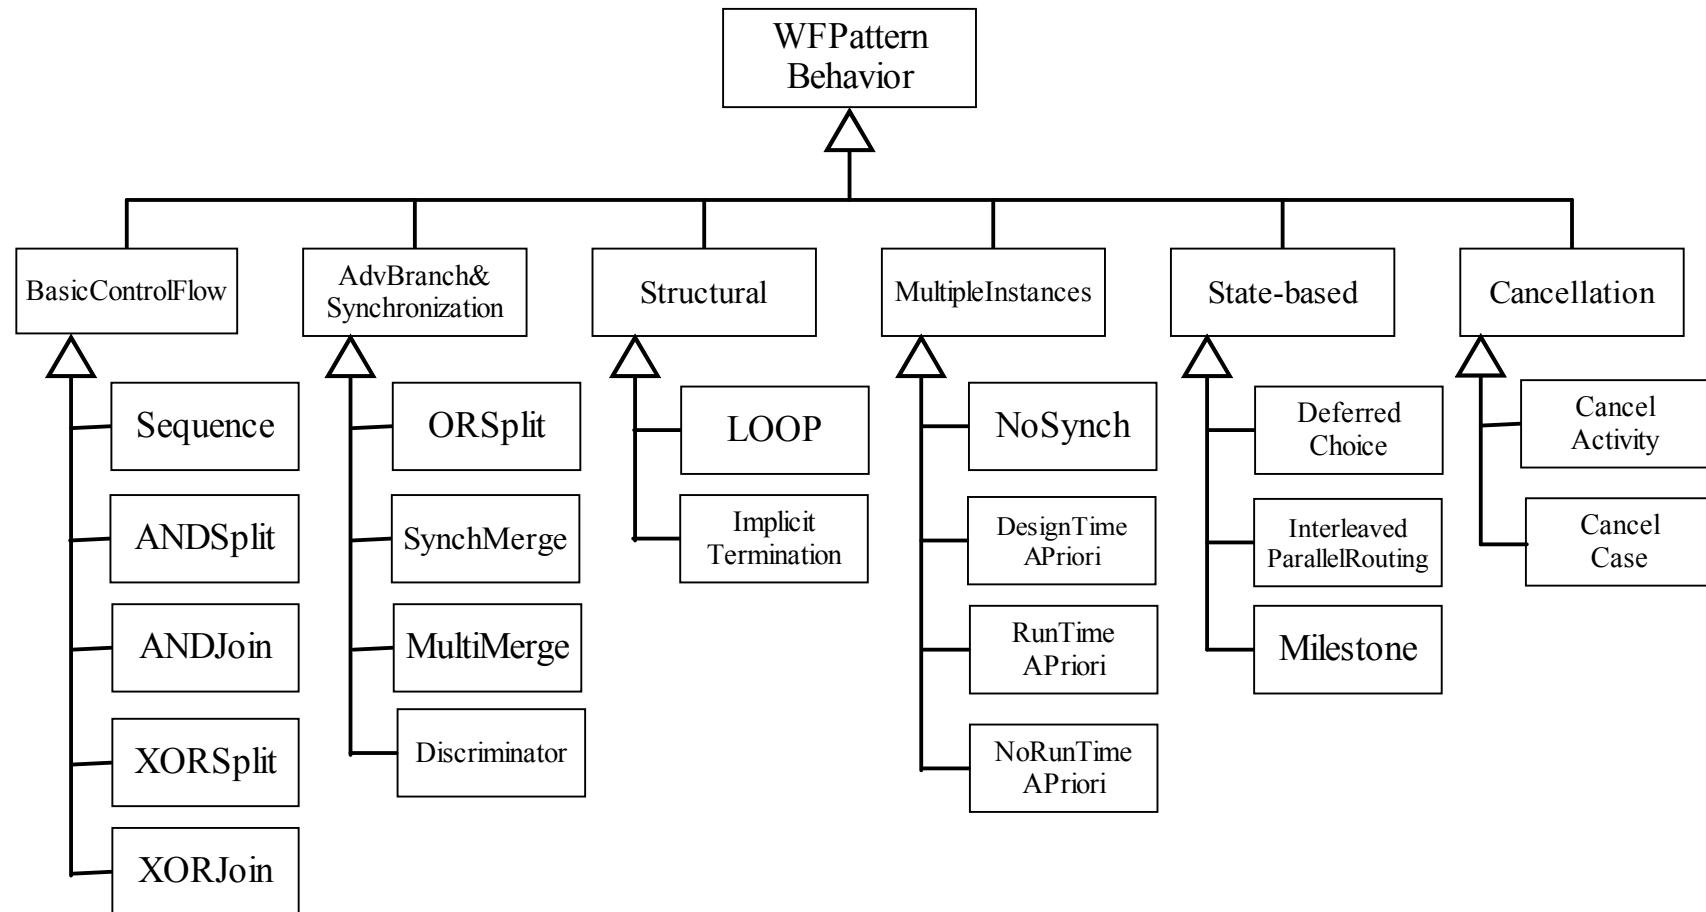 WFPattern
Behavior
BasicControlFlow
AdvBranch&
Synchronization
Structural
MultipleInstances
State-based
Cancellation
Sequence
ANDSplit
ANDJoin
XORSplit
XORJoin
ORSplit
SynchMerge
MultiMerge
Discriminator
LOOP
Implicit
Termination
NoSynch
DesignTime
APriori
RunTime
APriori
NoRunTime
APriori
Deferred
Choice
Interleaved
ParallelRouting
Milestone
Cancel
Activity
Cancel
Case